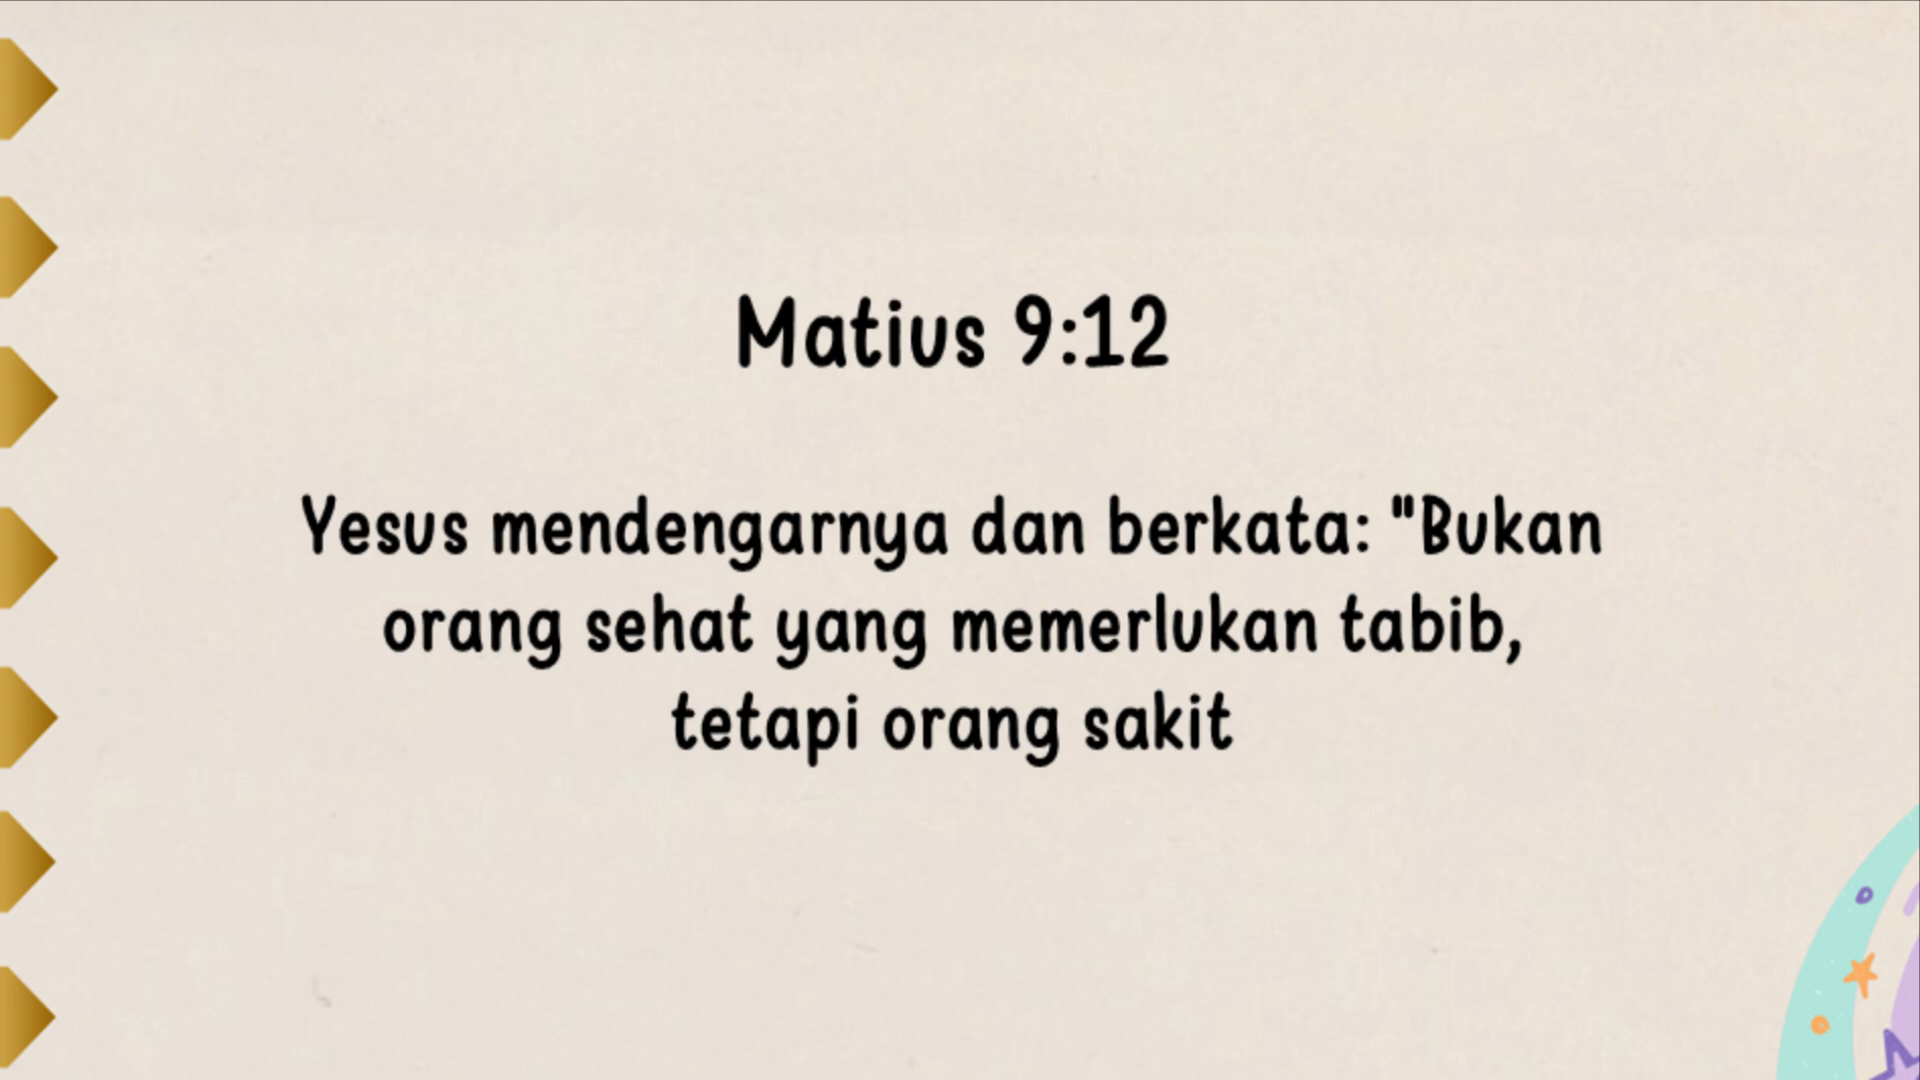 Matius 9:12
Yesus mendengarnya dan berkata: "Bukan
orang sehat yang memerlukan tabib,
tetapi orang sakit